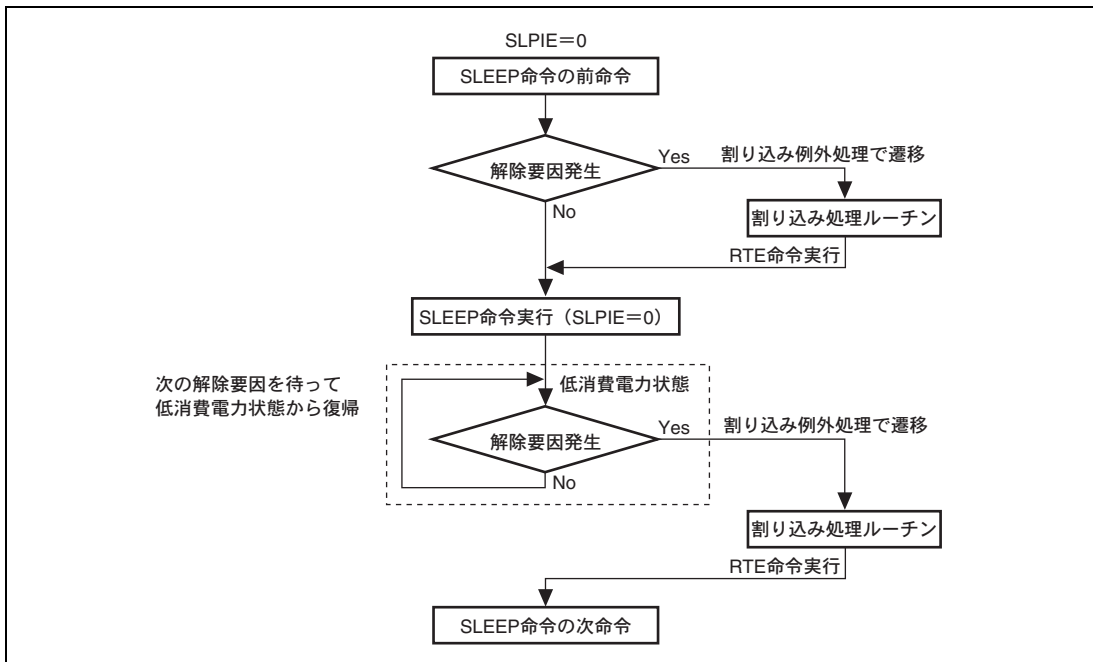 SLPIE＝0
SLEEP命令の前命令
解除要因発生
Yes
割り込み例外処理で遷移
No
割り込み処理ルーチン
RTE命令実行
SLEEP命令実行（SLPIE＝0）
次の解除要因を待って
低消費電力状態から復帰
低消費電力状態
解除要因発生
Yes
割り込み例外処理で遷移
No
割り込み処理ルーチン
RTE命令実行
SLEEP命令の次命令